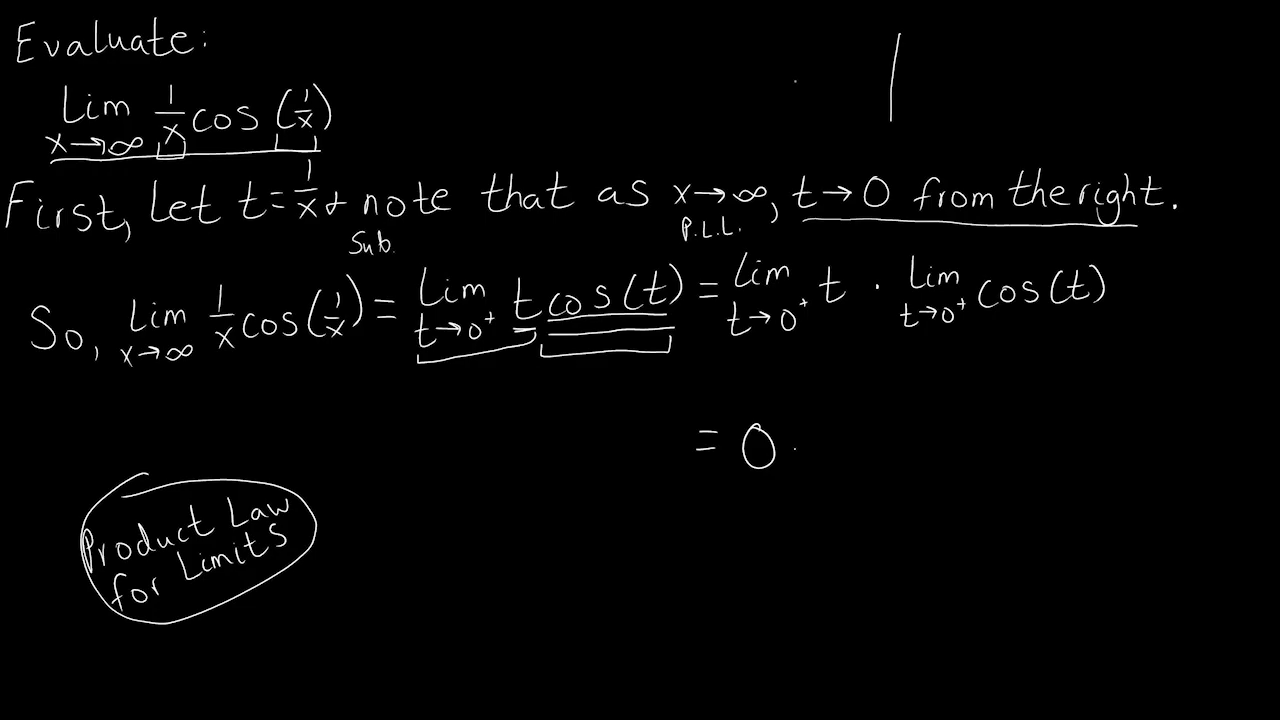 Evaluate:
Lim x→∞ 1/x cos (1/x)
First, let t = 1/x & note that as x→∞, t→0 from the right.
Sub. P.L.L.
So, Lim x→∞ 1/x cos(1/x) = Lim t→0⁺ t cos(t) = Lim t→0⁺ t · Lim t→0⁺ cos(t)
= 0 ·
Product Law
for Limits